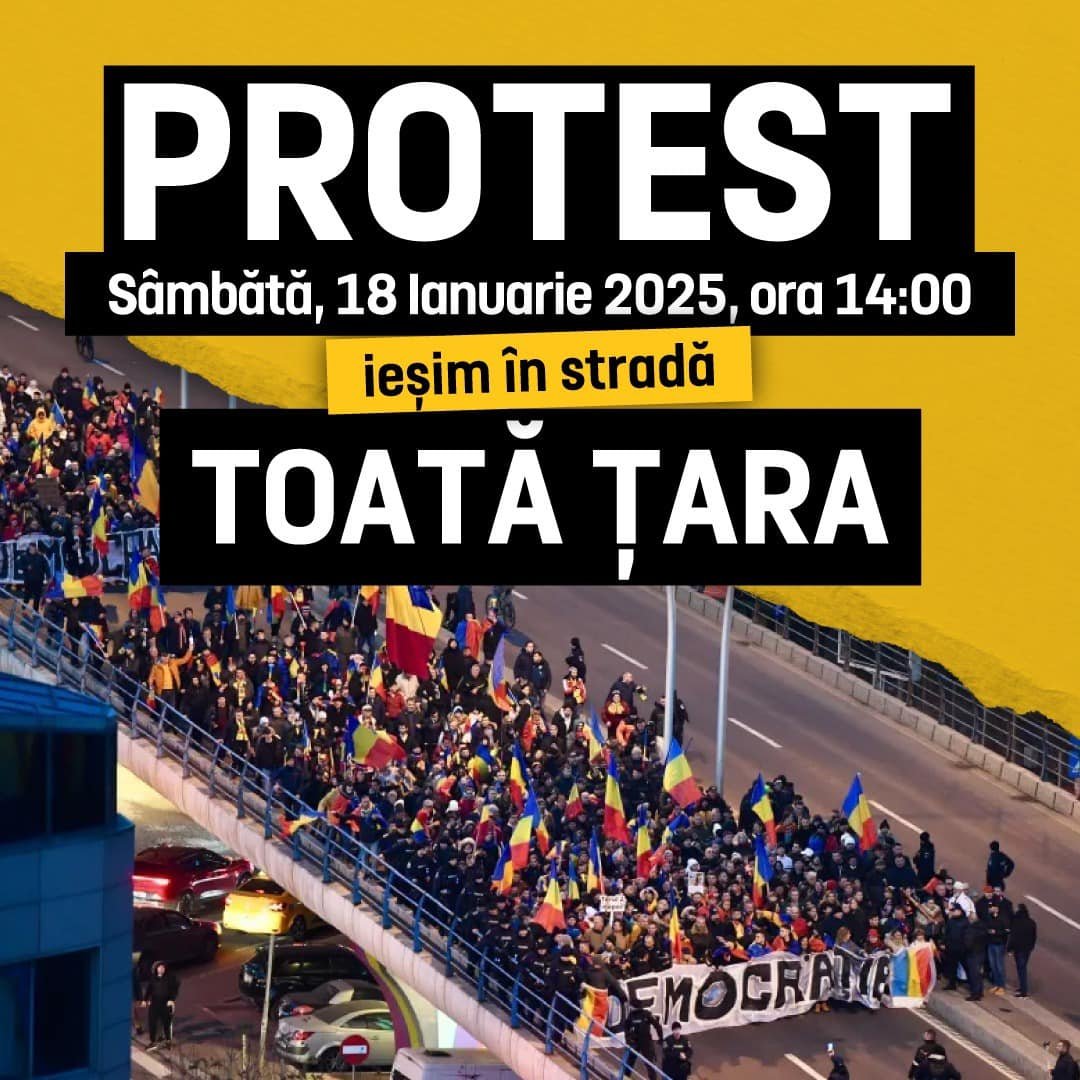 PROTEST
Sâmbătă, 18 Ianuarie 2025, ora 14:00
ieșim în stradă
TOATĂ ȚARA
DEMOCRAȚIA